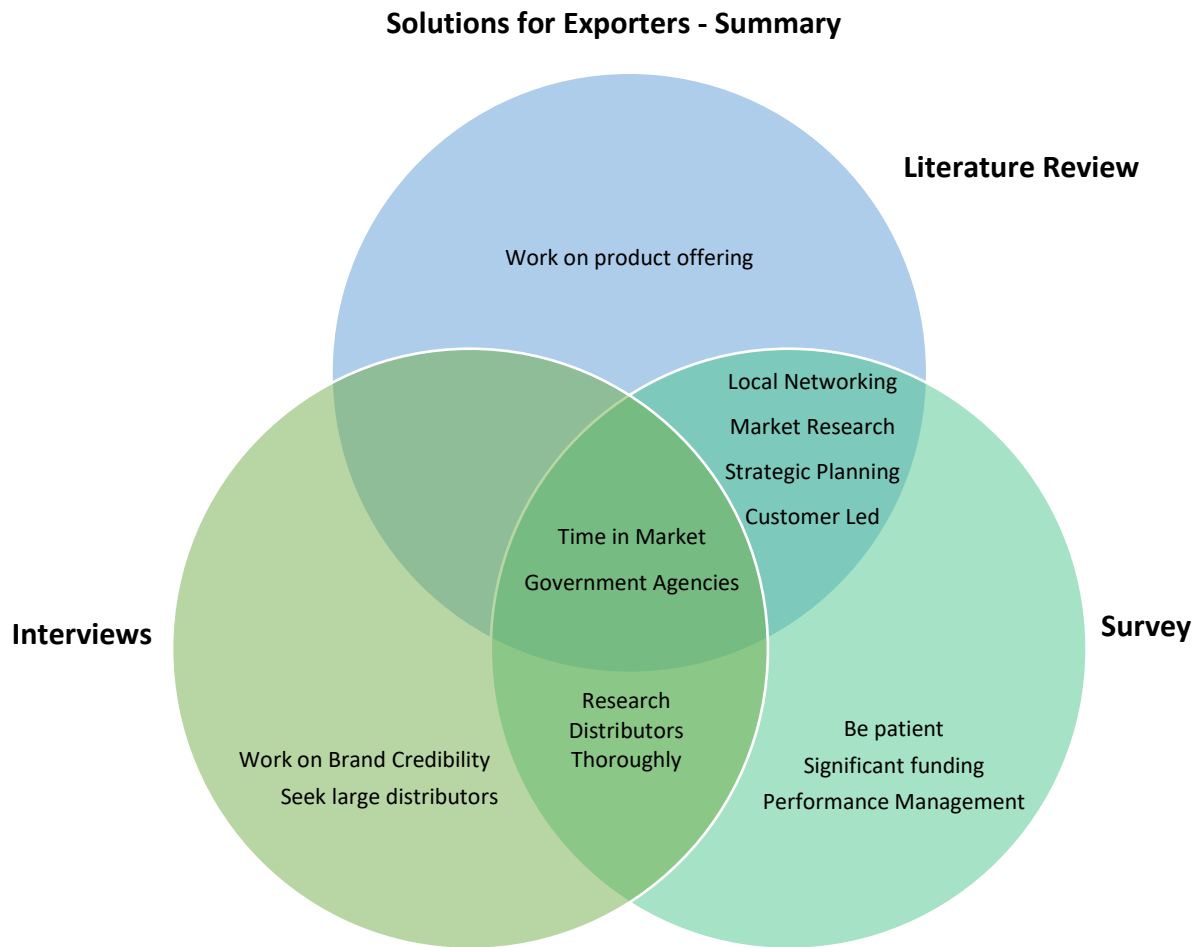 Solutions for Exporters - Summary
Literature Review
Work on product offering
Local Networking
Market Research
Strategic Planning
Customer Led
Time in Market
Government Agencies
Interviews
Survey
Research
Distributors
Thoroughly
Work on Brand Credibility
Seek large distributors
Be patient
Significant funding
Performance Management